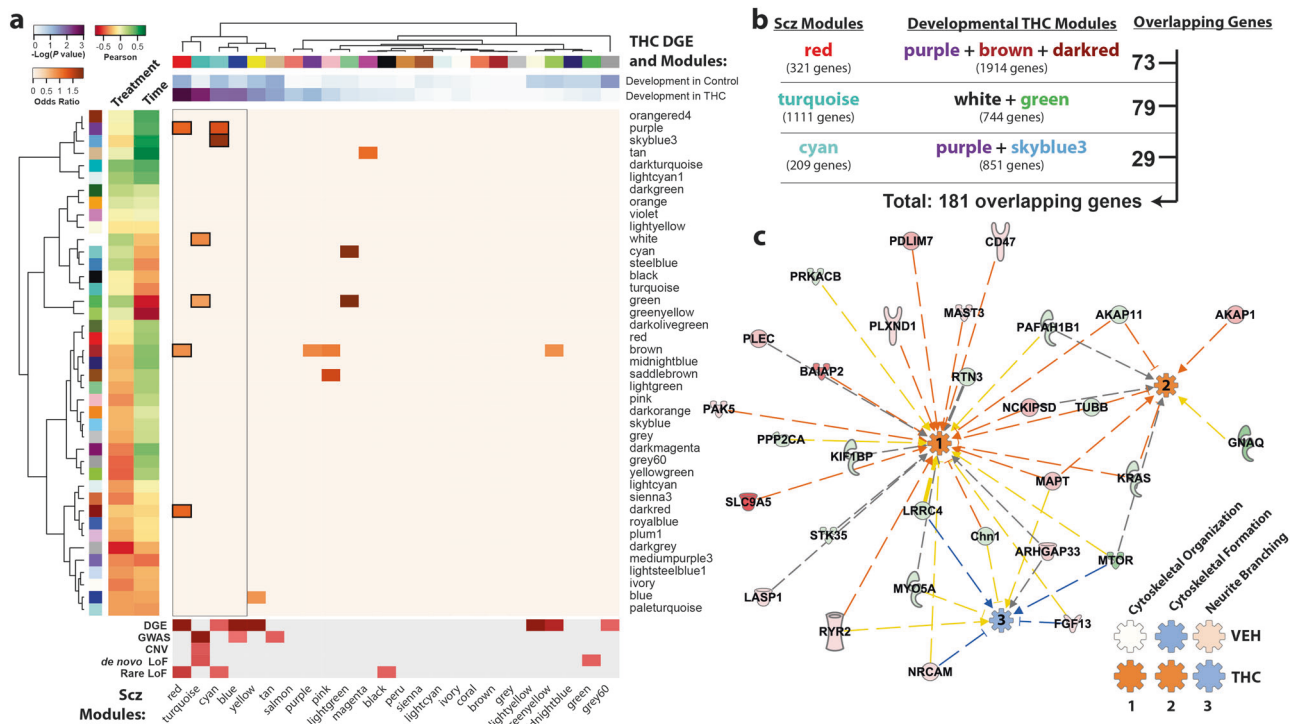 a
0 1 2 3
-Log(P value)
-0.5 0 0.5
Pearson
0 0.5 1 1.5
Odds Ratio
Treatment
Time
THC DGE
and Modules:
Development in Control
Development in THC
orangered4
purple
skyblue3
tan
darkturquoise
lightcyan1
darkgreen
orange
violet
lightyellow
white
cyan
steelblue
black
turquoise
green
greenyellow
darkolivegreen
red
brown
midnightblue
saddlebrown
lightgreen
pink
darkorange
skyblue
grey
darkmagenta
grey60
yellowgreen
lightcyan
sienna3
darkred
royalblue
plum1
darkgrey
mediumpurple3
lightsteelblue1
ivory
blue
paleturquoise
DGE
GWAS
CNV
de novo LoF
Rare LoF
Scz
Modules:
red
turquoise
cyan
blue
yellow
tan
salmon
purple
pink
lightgreen
magenta
black
peru
sienna
lightcyan
ivory
coral
brown
grey
lightyellow
greenyellow
midnightblue
green
grey60
b
Scz Modules Developmental THC Modules Overlapping Genes
red purple + brown + darkred
(321 genes) (1914 genes) 73
turquoise white + green
(1111 genes) (744 genes) 79
cyan purple + skyblue3
(209 genes) (851 genes) 29
Total: 181 overlapping genes
c
PDLIM7
CD47
PRKACB
PLXND1
MAST3
PAFAH1B1
AKAP11
AKAP1
PLEC
BAIAP2
RTN3
2
PAK5
NCKIPSD
TUBB
PPP2CA
1
GNAQ
KIF1BP
MAPT
KRAS
SLC9A5
LRRC4
STK35
Chn1
ARHGAP33
MTOR
LASP1
MYO5A
3
RYR2
FGF13
NRCAM
Cytoskeletal Organization
Cytoskeletal Formation
Neurite Branching
VEH
THC
1 2 3